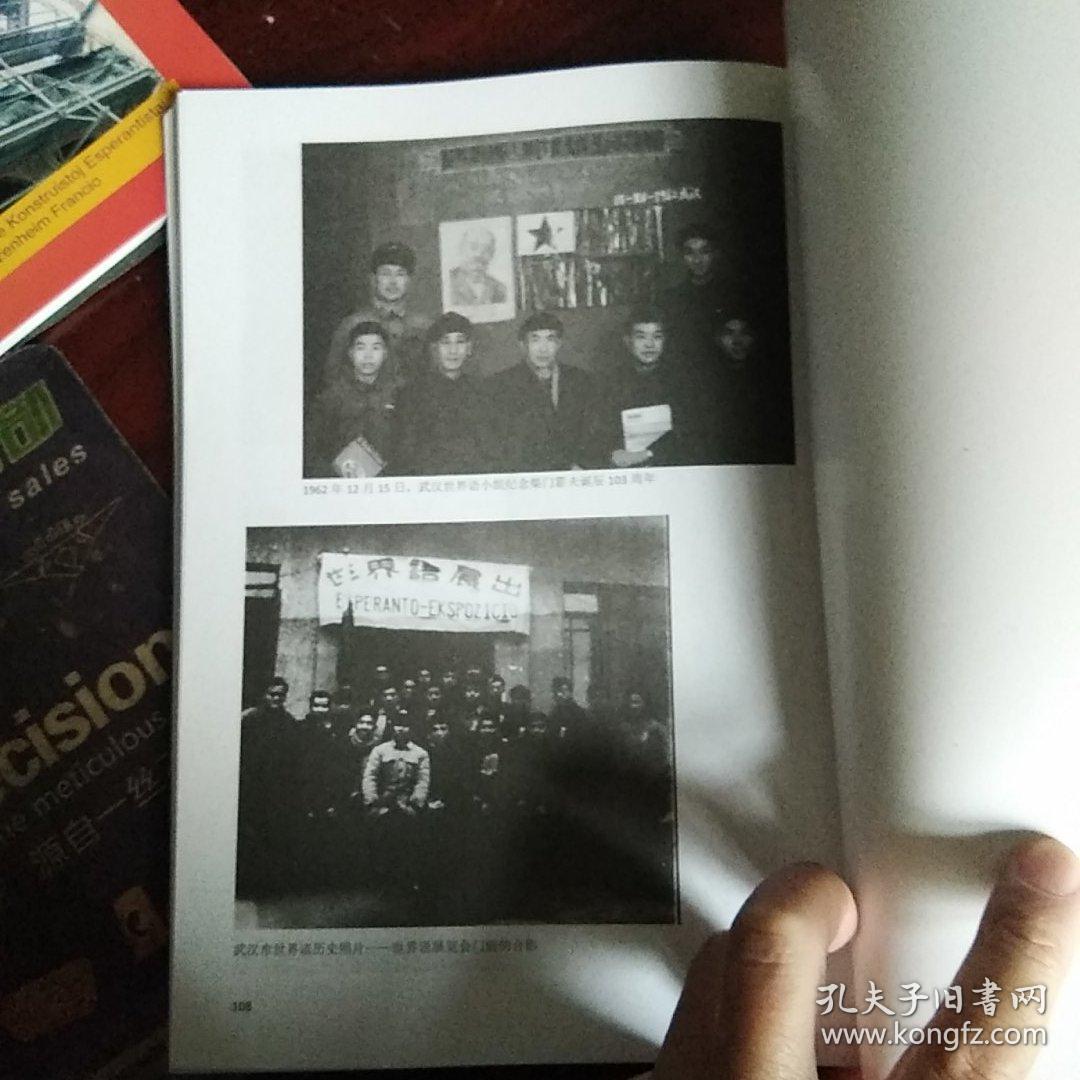 Konstruistoj Esperantistaj
renheim Francio
sales
cision
meticulous
源自一丝
1962 年 12 月 15 日，武汉世界语小组纪念柴门霍夫诞辰 103 周年
世界語展出
ESPERANTO-EKSPOZICIO
武汉市世界语历史照片——世界语展览会门前的合影
108
孔夫子旧書网
www.kongfz.com